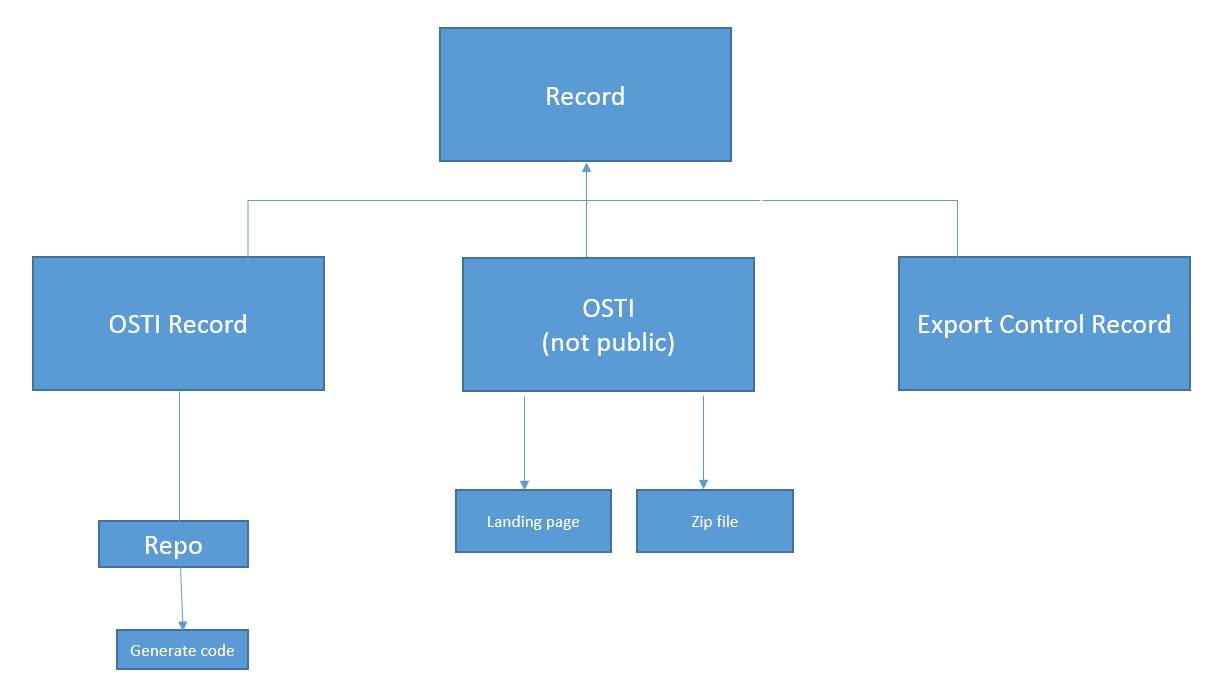 Record
OSTI Record
OSTI
(not public)
Export Control Record
Landing page
Zip file
Repo
Generate code